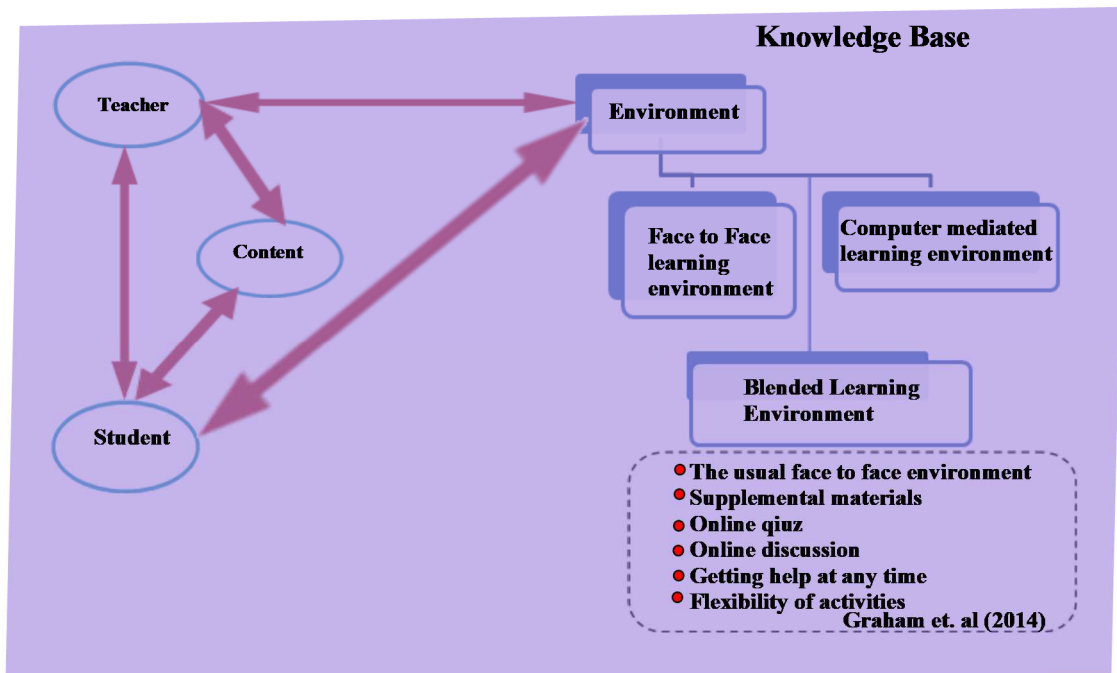 Knowledge Base
Teacher
Environment
Content
Face to Face
learning
environment
Computer mediated
learning environment
Student
Blended Learning
Environment
The usual face to face environment
Supplemental materials
Online qiuz
Online discussion
Getting help at any time
Flexibility of activities
Graham et. al (2014)